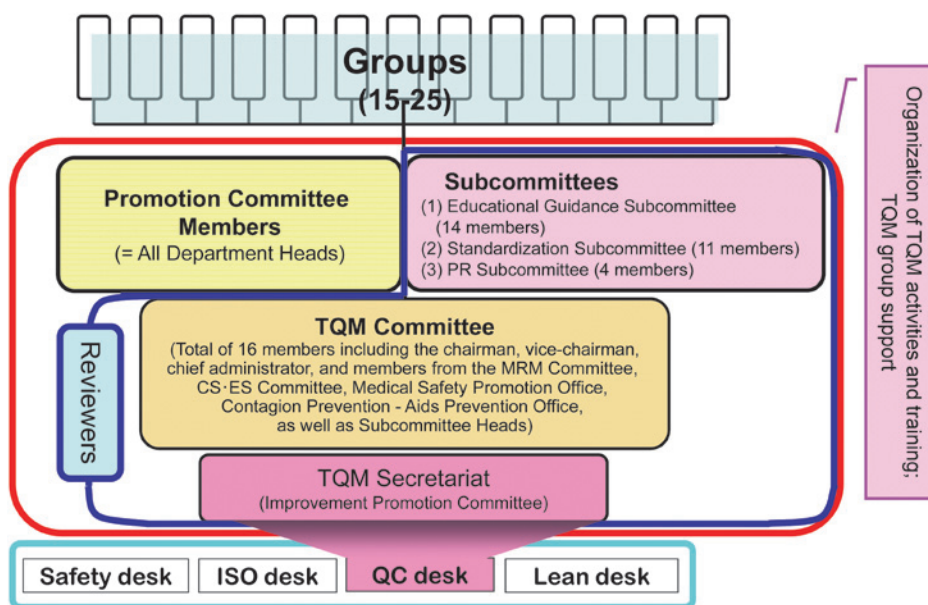 Groups
(15-25)
Promotion Committee
Members
(= All Department Heads)
Subcommittees
(1) Educational Guidance Subcommittee
(14 members)
(2) Standardization Subcommittee (11 members)
(3) PR Subcommittee (4 members)
Organization of TQM activities and training;
TQM group support
Reviewers
TQM Committee
(Total of 16 members including the chairman, vice-chairman,
chief administrator, and members from the MRM Committee,
CS·ES Committee, Medical Safety Promotion Office,
Contagion Prevention - Aids Prevention Office,
as well as Subcommittee Heads)
TQM Secretariat
(Improvement Promotion Committee)
Safety desk
ISO desk
QC desk
Lean desk